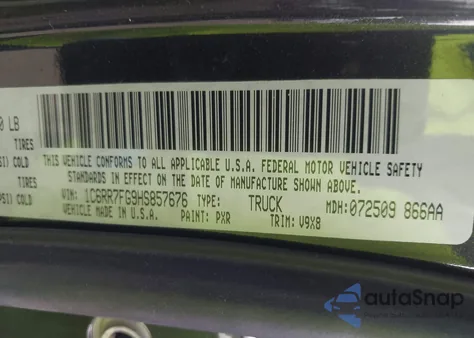 0 LB
TIRES
PSI) COLD
TIRES
PSI) COLD
THIS VEHICLE CONFORMS TO ALL APPLICABLE U.S.A. FEDERAL MOTOR VEHICLE SAFETY
STANDARDS IN EFFECT ON THE DATE OF MANUFACTURE SHOWN ABOVE.
VIN: 1C6RR7FG9HS857676 TYPE: TRUCK MDH: 072509 866AA
VEHICLE MADE IN U.S.A. PAINT: PXR TRIM: V9X8
autoSnap